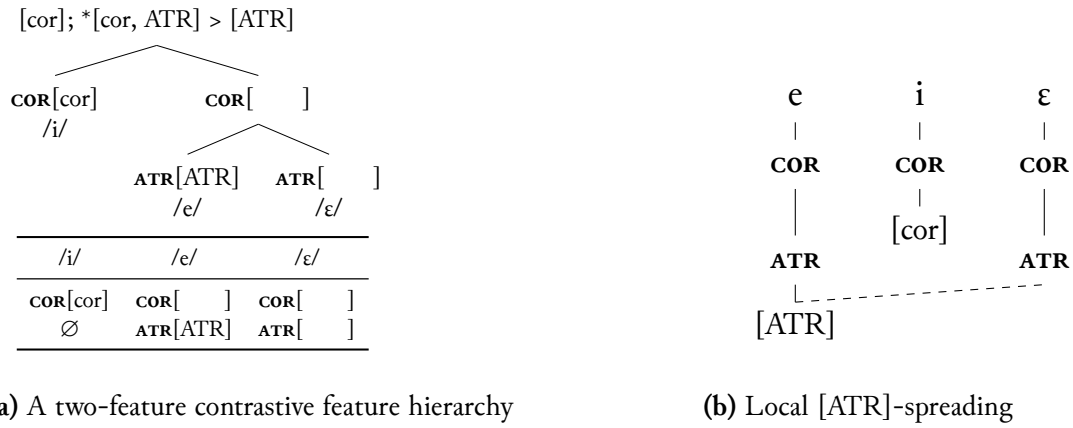 [cor]; *[cor, ATR] > [ATR]
COR[cor] COR[ ]
/i/
ATR[ATR] ATR[ ]
/e/ /ɛ/
/i/ /e/ /ɛ/
COR[cor] COR[ ] COR[ ]
∅ ATR[ATR] ATR[ ]
a) A two-feature contrastive feature hierarchy
e i ɛ
COR COR COR
[cor]
ATR ATR
[ATR]
(b) Local [ATR]-spreading